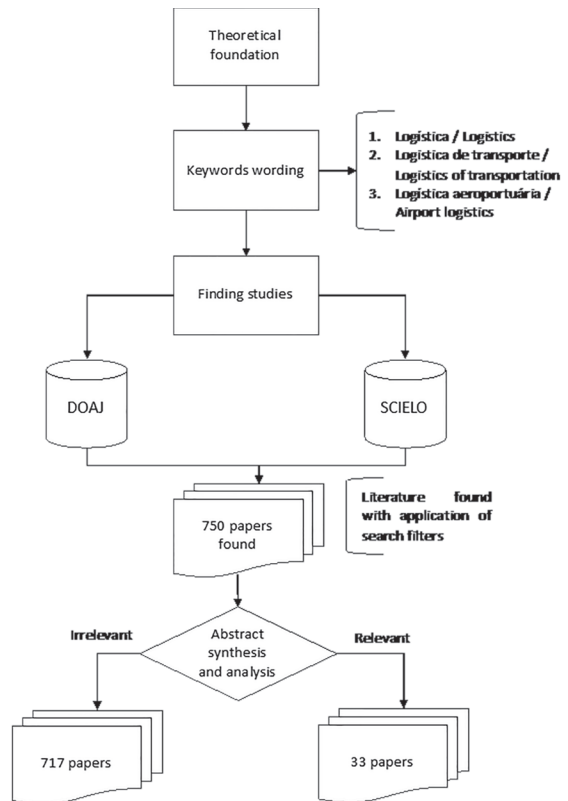 Theoretical
foundation
Keywords wording
1. Logística / Logistics
2. Logística de transporte /
Logistics of transportation
3. Logística aeroportuária /
Airport logistics
Finding studies
DOAJ
SCIELO
750 papers
found
Literature found
with application of
search filters
Irrelevant
Abstract
synthesis
and analysis
Relevant
717 papers
33 papers